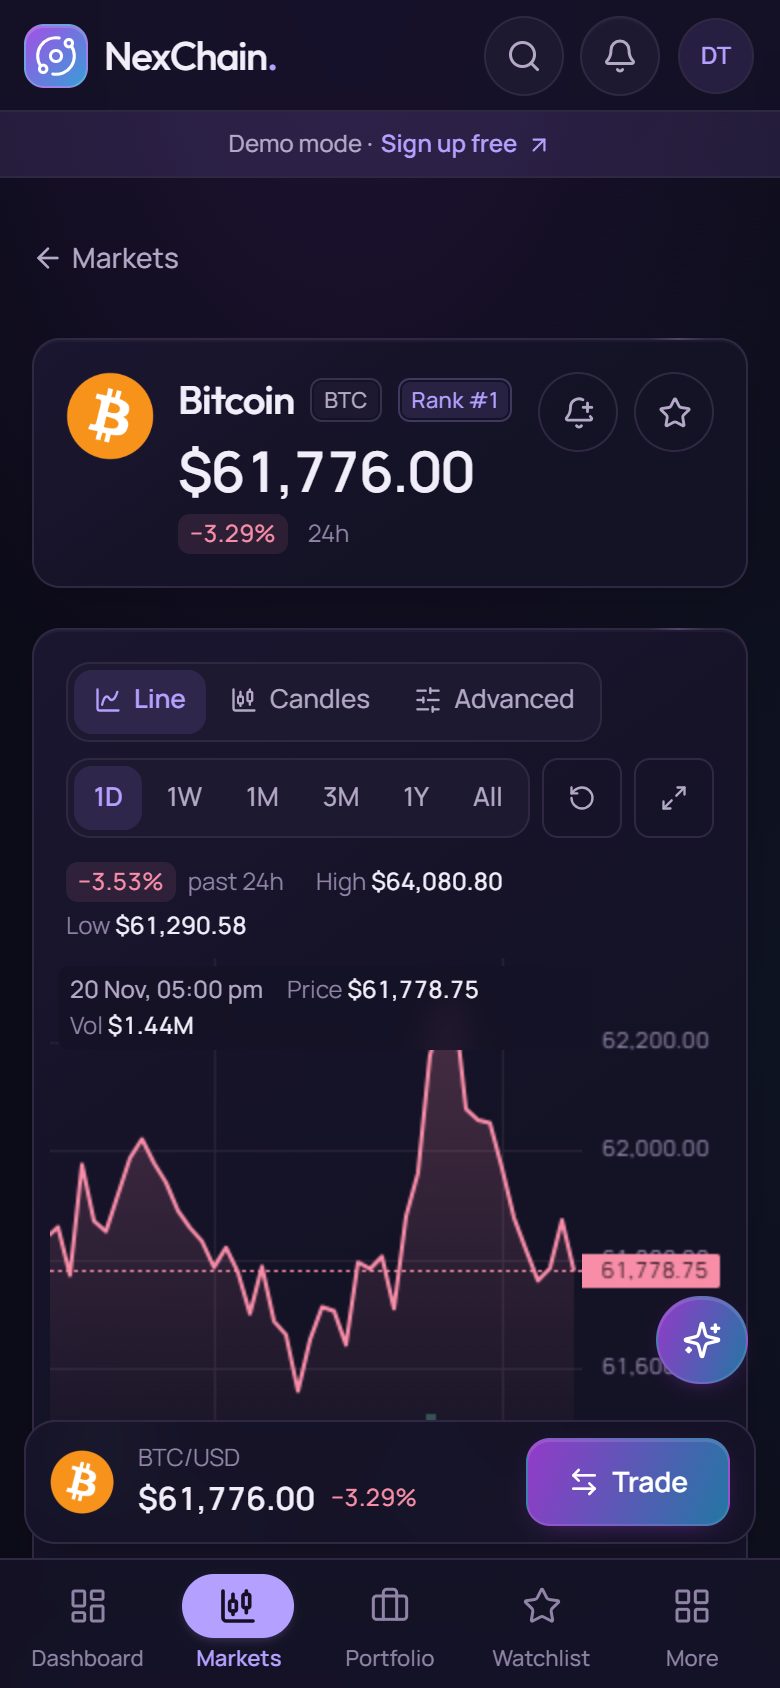 NexChain.
DT
Demo mode · Sign up free
Markets
Bitcoin BTC Rank #1
$61,776.00
−3.29% 24h
Line Candles Advanced
1D 1W 1M 3M 1Y All
−3.53% past 24h High $64,080.80
Low $61,290.58
20 Nov, 05:00 pm Price $61,778.75
Vol $1.44M
62,200.00
62,000.00
61,778.75
BTC/USD
$61,776.00 −3.29%
Trade
Dashboard Markets Portfolio Watchlist More